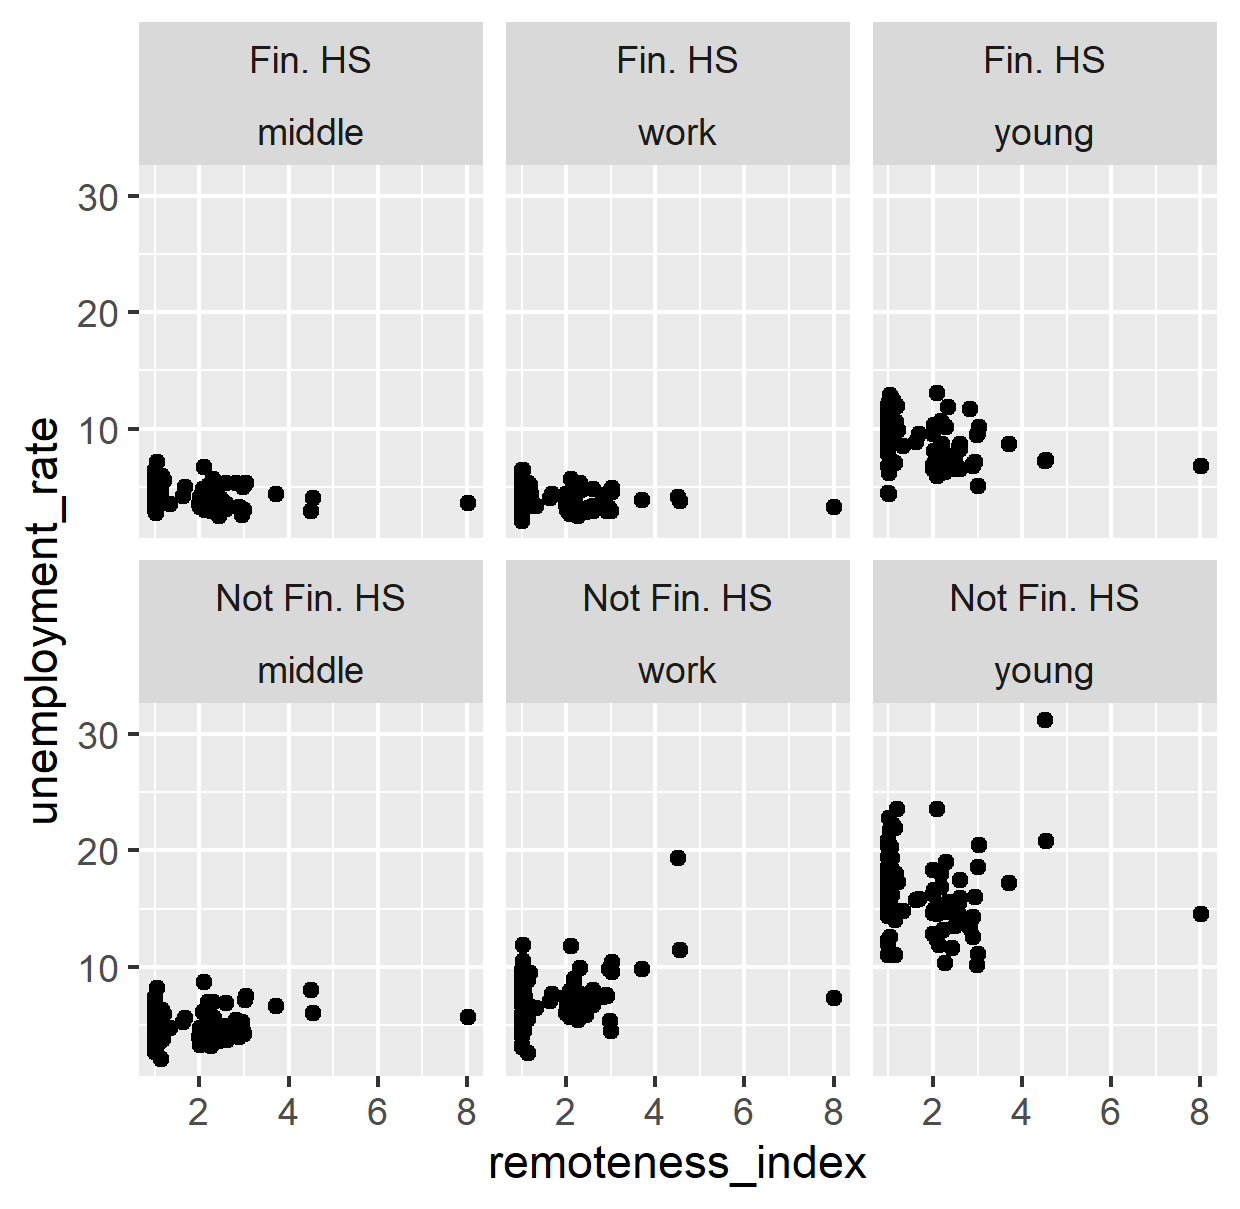 Fin. HS
middle
Fin. HS
work
Fin. HS
young
30
20
10
Not Fin. HS
middle
Not Fin. HS
work
Not Fin. HS
young
30
20
10
2 4 6 8
2 4 6 8
2 4 6 8
remoteness_index
unemployment_rate